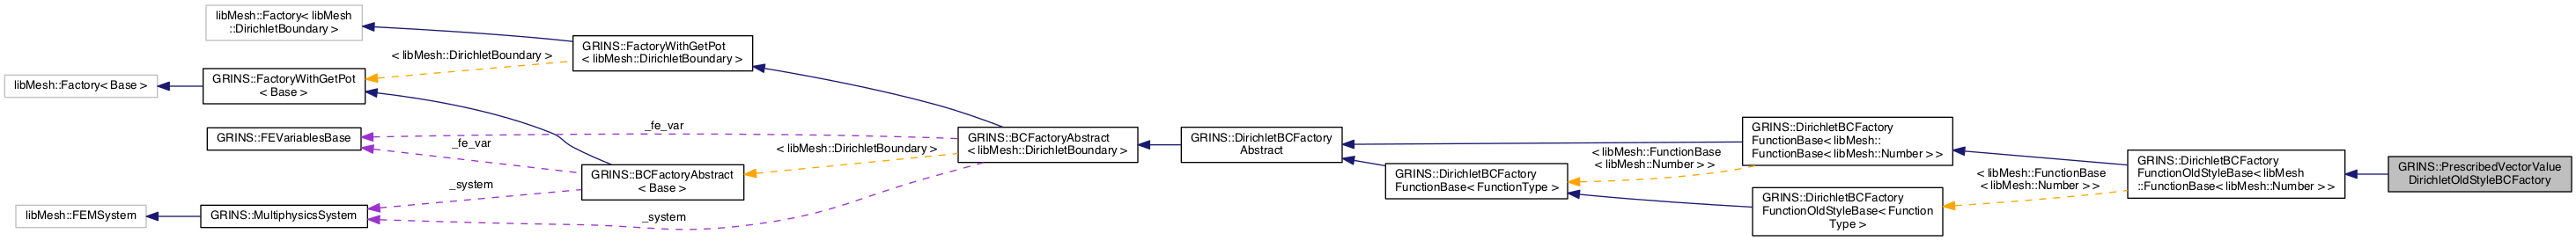 libMesh::Factory< libMesh
::DirichletBoundary >
libMesh::Factory< Base >
GRINS::FactoryWithGetPot
< Base >
GRINS::FEVariablesBase
libMesh::FEMSystem
GRINS::MultiphysicsSystem
< libMesh::DirichletBoundary >
_fe_var
_fe_var
_system
_system
GRINS::FactoryWithGetPot
< libMesh::DirichletBoundary >
GRINS::BCFactoryAbstract
< Base >
< libMesh::DirichletBoundary >
GRINS::BCFactoryAbstract
< libMesh::DirichletBoundary >
GRINS::DirichletBCFactory
Abstract
GRINS::DirichletBCFactory
FunctionBase< FunctionType >
< libMesh::FunctionBase
< libMesh::Number > >
GRINS::DirichletBCFactory
FunctionBase< libMesh::
FunctionBase< libMesh::Number > >
GRINS::DirichletBCFactory
FunctionOldStyleBase< Function
Type >
< libMesh::FunctionBase
< libMesh::Number > >
GRINS::DirichletBCFactory
FunctionOldStyleBase< libMesh
::FunctionBase< libMesh::Number > >
GRINS::PrescribedVectorValue
DirichletOldStyleBCFactory